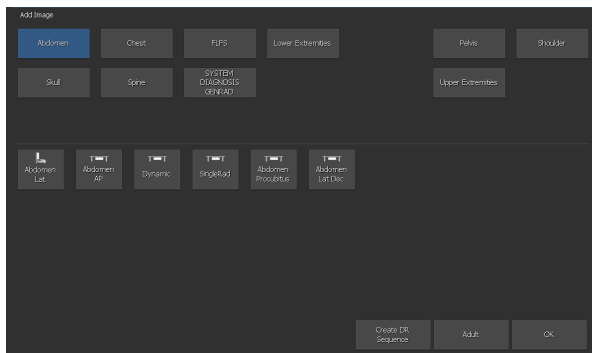 Add Image
Abdomen
Chest
FLFS
Lower Extremities
Pelvis
Shoulder
Skull
Spine
SYSTEM
DIAGNOSIS
GENRAD
Upper Extremities
Abdomen
Lat
Abdomen
AP
Dynamic
SingleRad
Abdomen
Procubitus
Abdomen
Lat Dec
Create DR
Sequence
Adult
OK